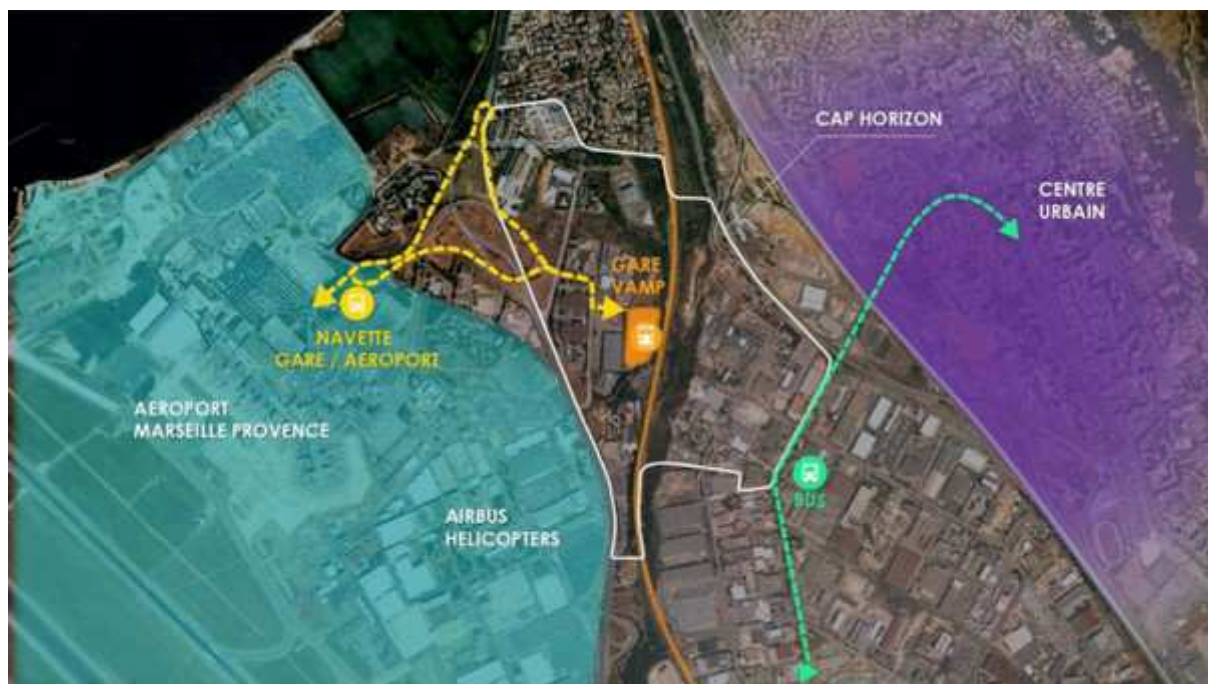 CAP HORIZON
CENTRE
URBAIN
GARE
VAMP
NAVETTE
GARE / AEROPORT
AEROPORT
MARSEILLE PROVENCE
BUS
AIRBUS
HELICOPTERS